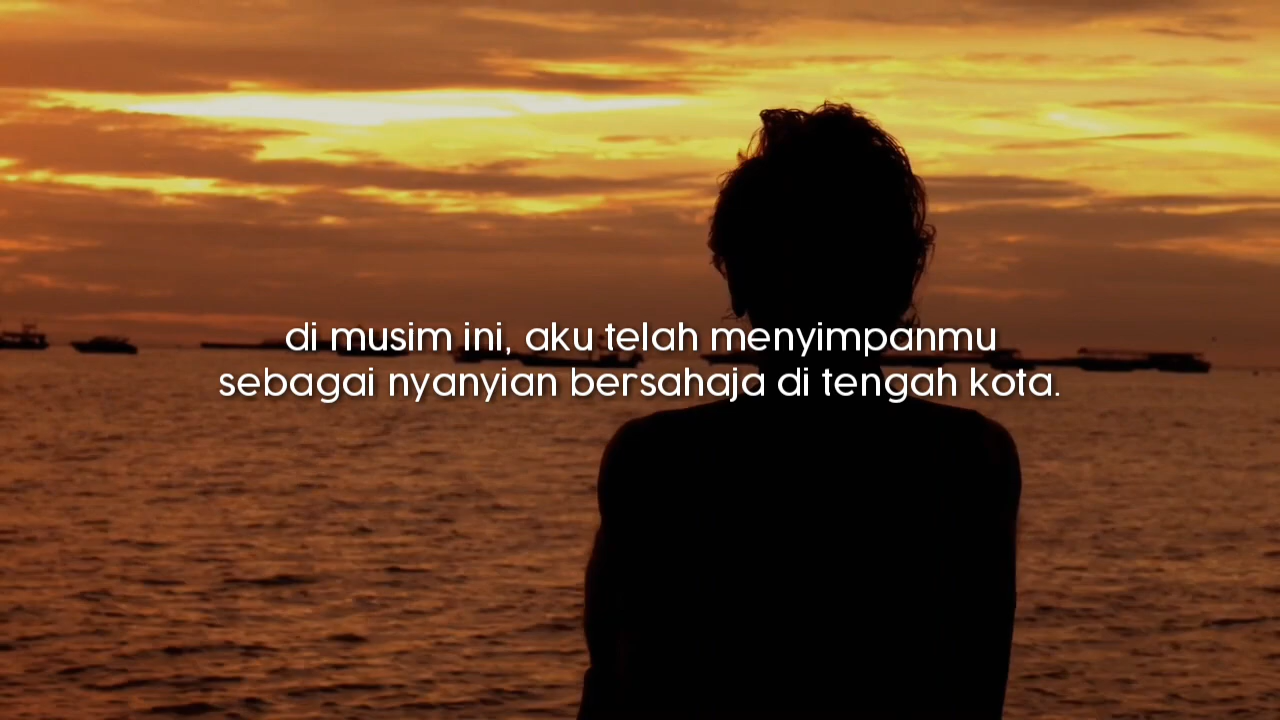 di musim ini, aku telah menyimpanmu
sebagai nyanyian bersahaja di tengah kota.